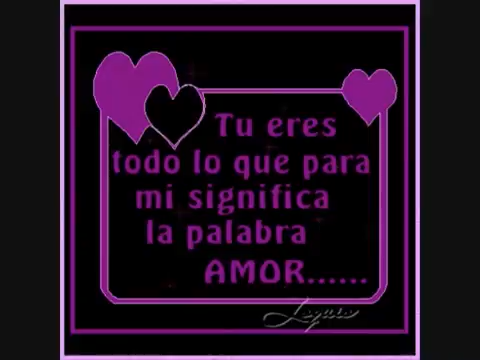 Tu eres
todo lo que para
mi significa
la palabra
AMOR......